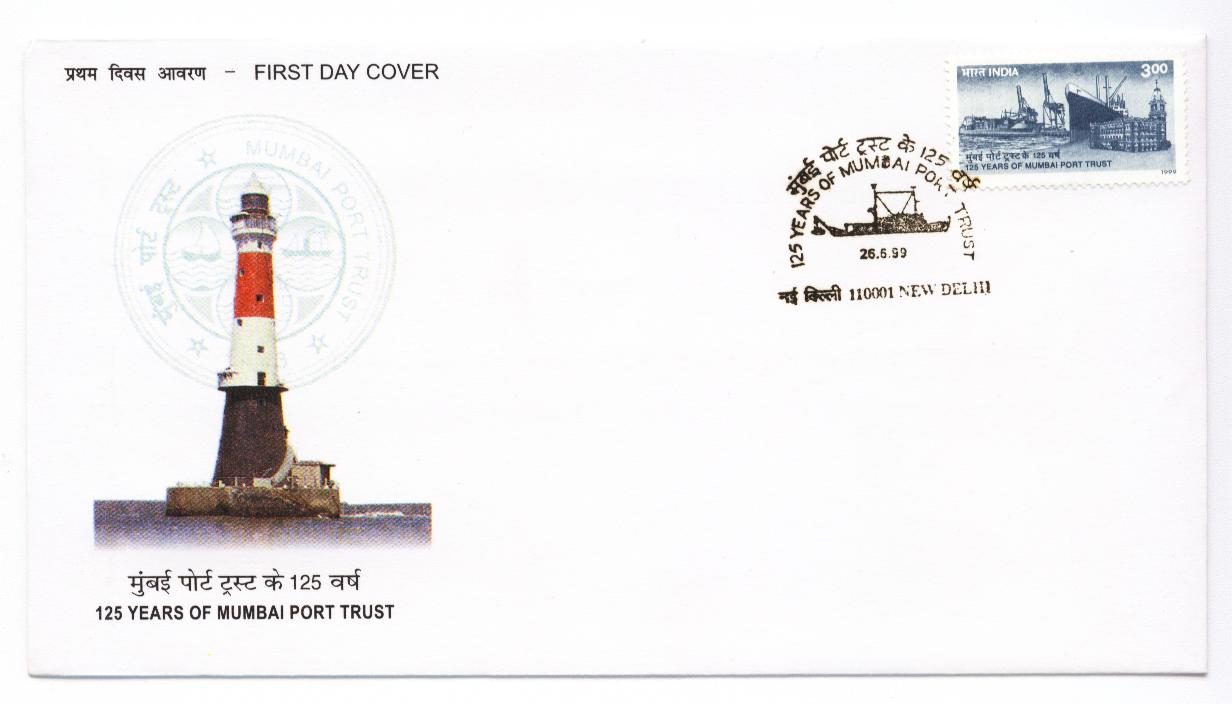 प्रथम दिवस आवरण – FIRST DAY COVER
मुंबई पोर्ट ट्रस्ट
MUMBAI PORT TRUST
भारत INDIA
3.00
मुंबई पोर्ट ट्रस्ट के 125 वर्ष
125 YEARS OF MUMBAI PORT TRUST
1999
मुंबई पोर्ट ट्रस्ट के 125 वर्ष
125 YEARS OF MUMBAI PORT TRUST
26.6.99
नई दिल्ली 110001 NEW DELHI
मुंबई पोर्ट ट्रस्ट के 125 वर्ष
125 YEARS OF MUMBAI PORT TRUST